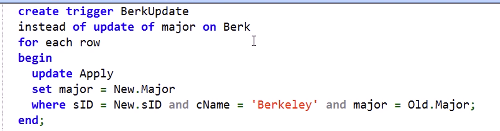 create trigger BerkUpdate
instead of update of major on Berk
for each row
begin
  update Apply
  set major = New.Major
  where sID = New.sID and cName = 'Berkeley' and major = Old.Major;
end;